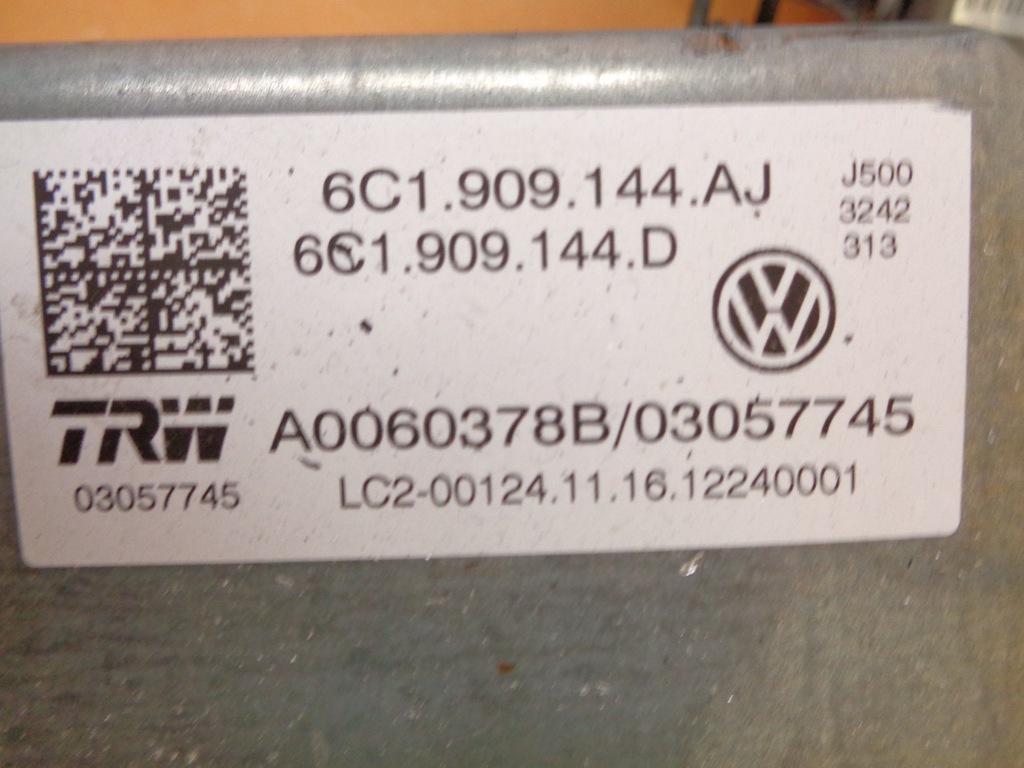 6C1.909.144.AJ
6C1.909.144.D
J500
3242
313
TRW
A0060378B/03057745
03057745
LC2-00124.11.16.12240001